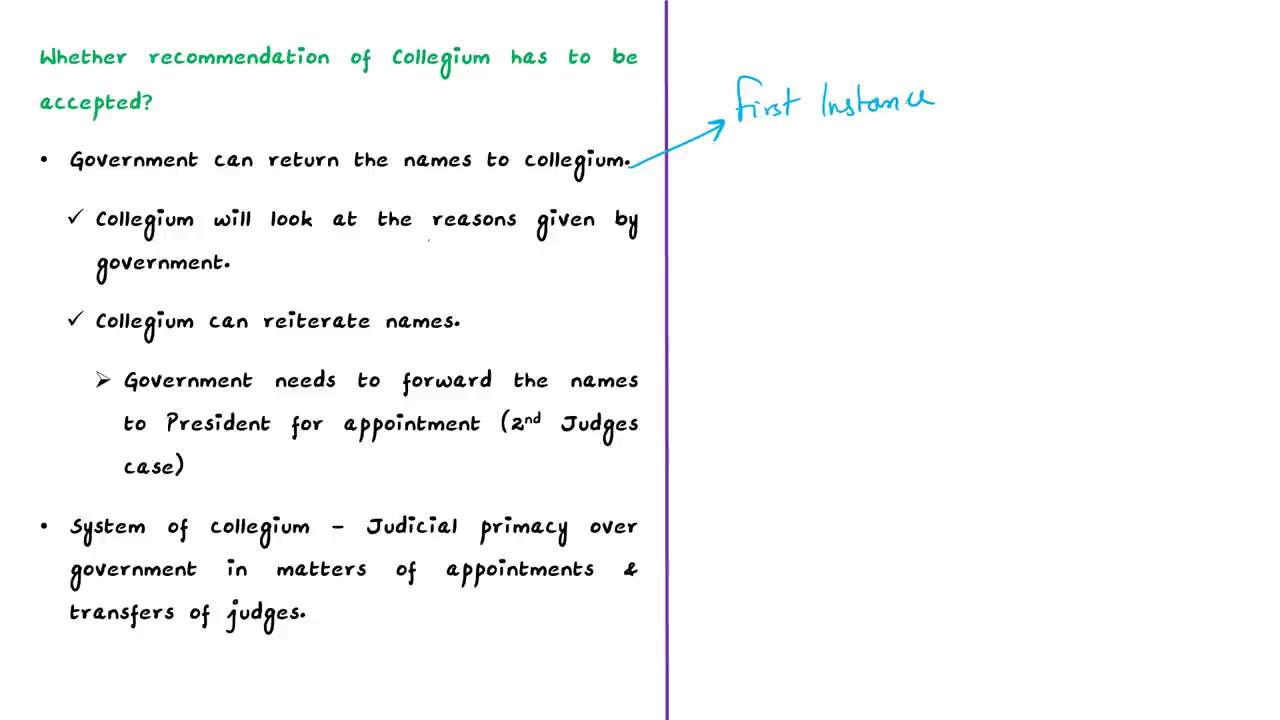 Whether recommendation of Collegium has to be
accepted?
• Government can return the names to collegium.
✓ Collegium will look at the reasons given by
government.
✓ Collegium can reiterate names.
➢ Government needs to forward the names
to President for appointment (2nd Judges
case)
• System of collegium – Judicial primacy over
government in matters of appointments &
transfers of judges.
First Instance